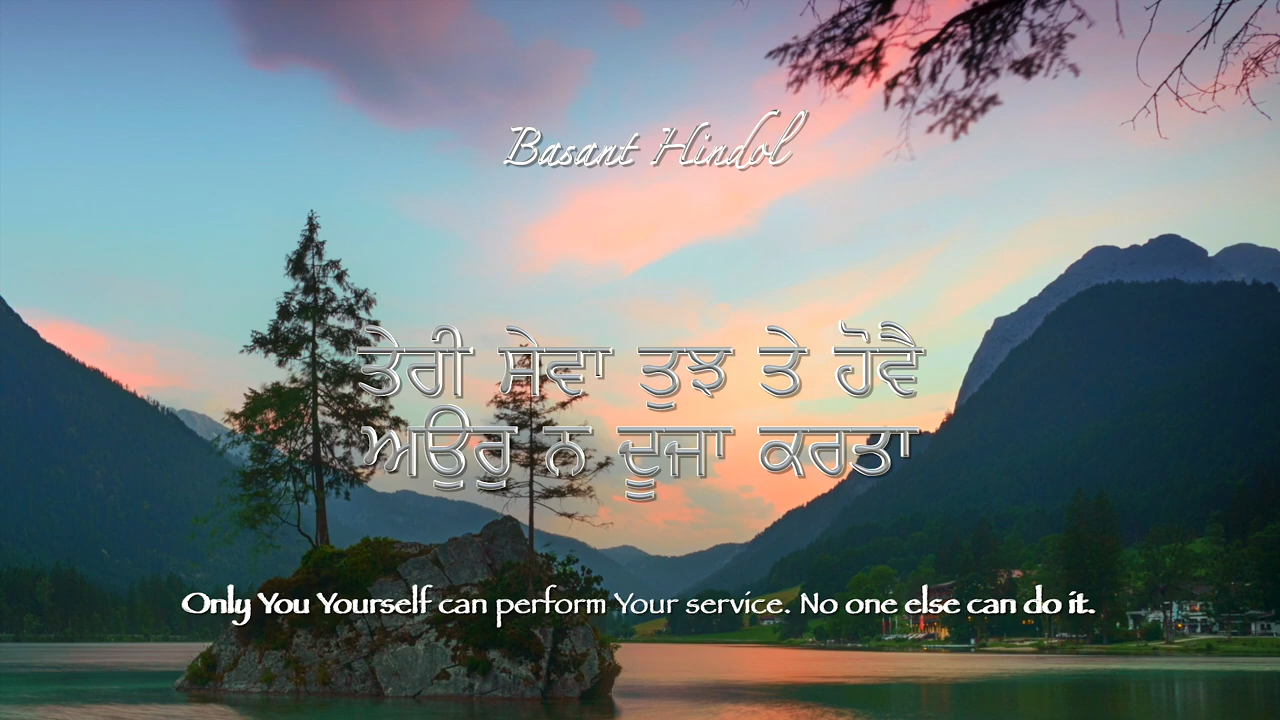 Basant Hindol
ਤੇਰੀ ਸੇਵਾ ਤੁਝ ਤੇ ਹੋਵੈ
ਅਉਰੁ ਨ ਦੂਜਾ ਕਰਤਾ
Only You Yourself can perform Your service. No one else can do it.